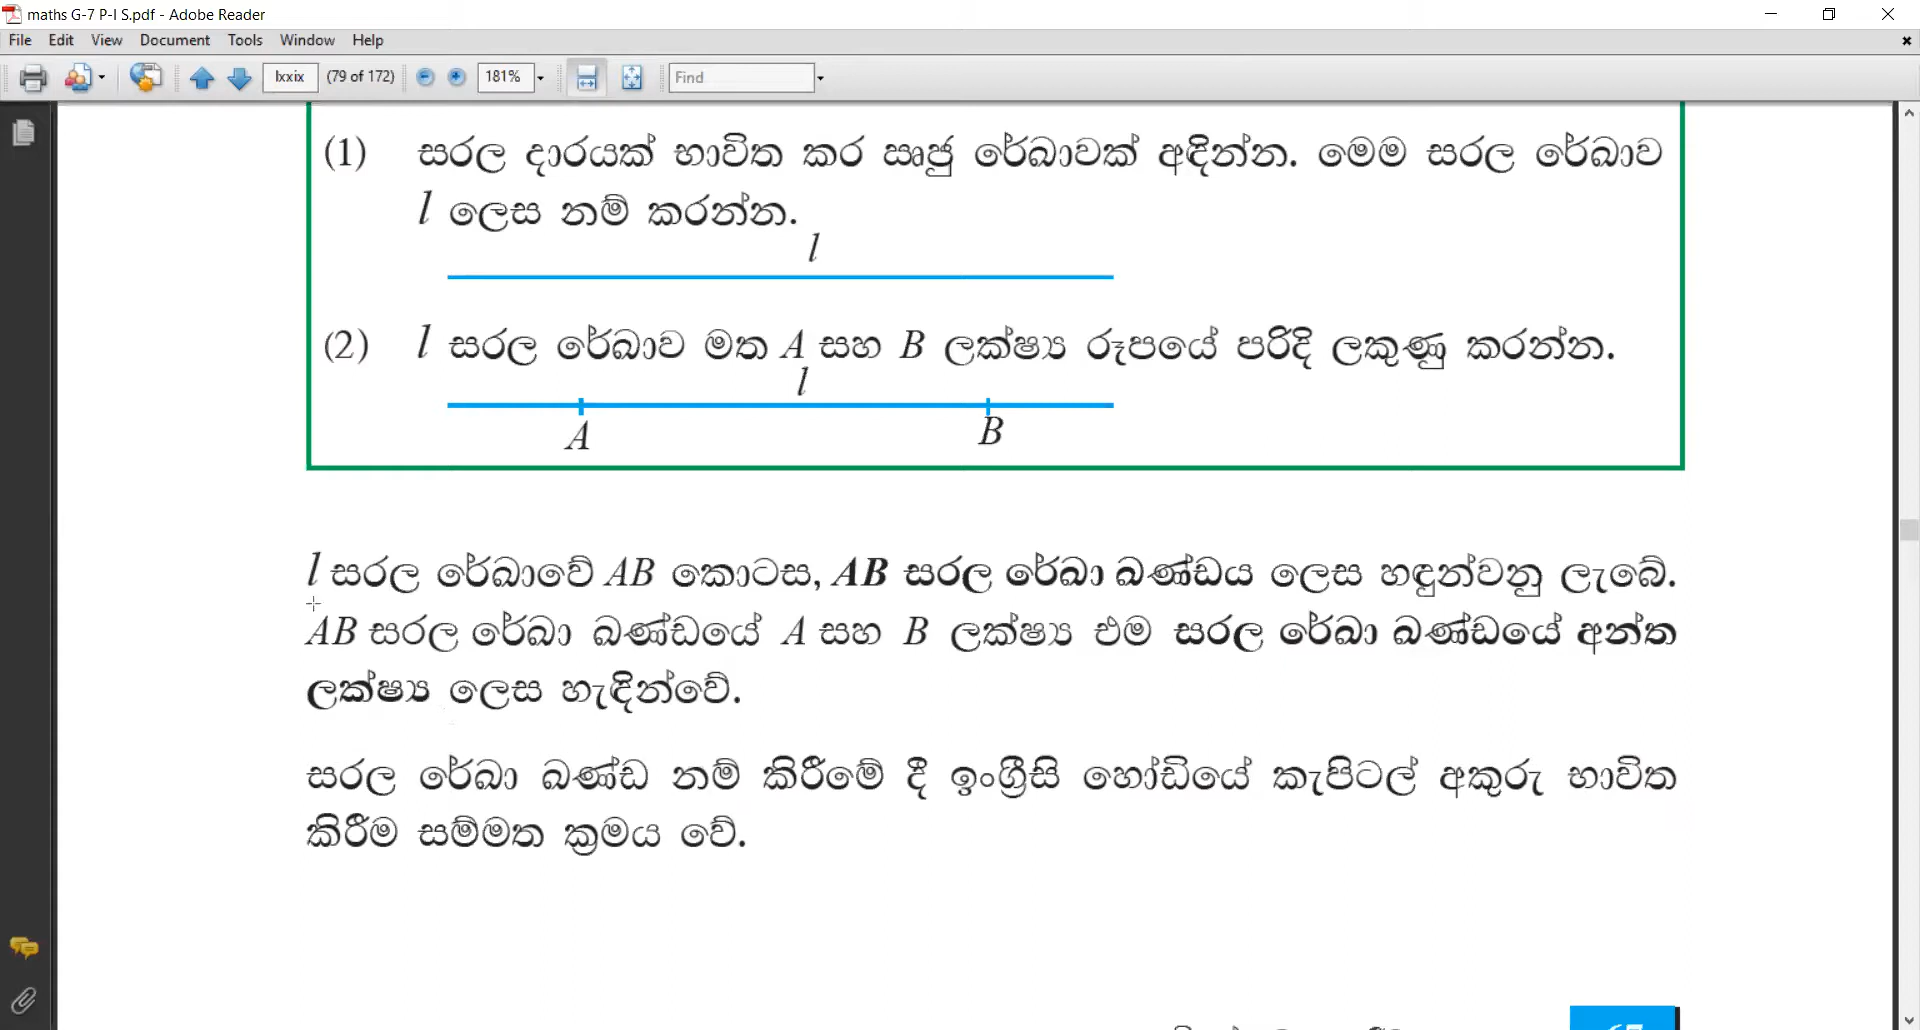 maths G-7 P-I S.pdf - Adobe Reader
File Edit View Document Tools Window Help
lxxix (79 of 172) 181% Find
(1) සරල දාරයක් භාවිත කර ඍජු රේඛාවක් අඳින්න. මෙම සරල රේඛාව
l ලෙස නම් කරන්න.
l
(2) l සරල රේඛාව මත A සහ B ලක්ෂ්‍ය රූපයේ පරිදි ලකුණු කරන්න.
l
A B
l සරල රේඛාවේ AB කොටස, AB සරල රේඛා ඛණ්ඩය ලෙස හඳුන්වනු ලැබේ.
AB සරල රේඛා ඛණ්ඩයේ A සහ B ලක්ෂ්‍ය එම සරල රේඛා ඛණ්ඩයේ අන්ත
ලක්ෂ්‍ය ලෙස හැඳින්වේ.
සරල රේඛා ඛණ්ඩ නම් කිරීමේ දී ඉංග්‍රීසි හෝඩියේ කැපිටල් අකුරු භාවිත
කිරීම සම්මත ක්‍රමය වේ.